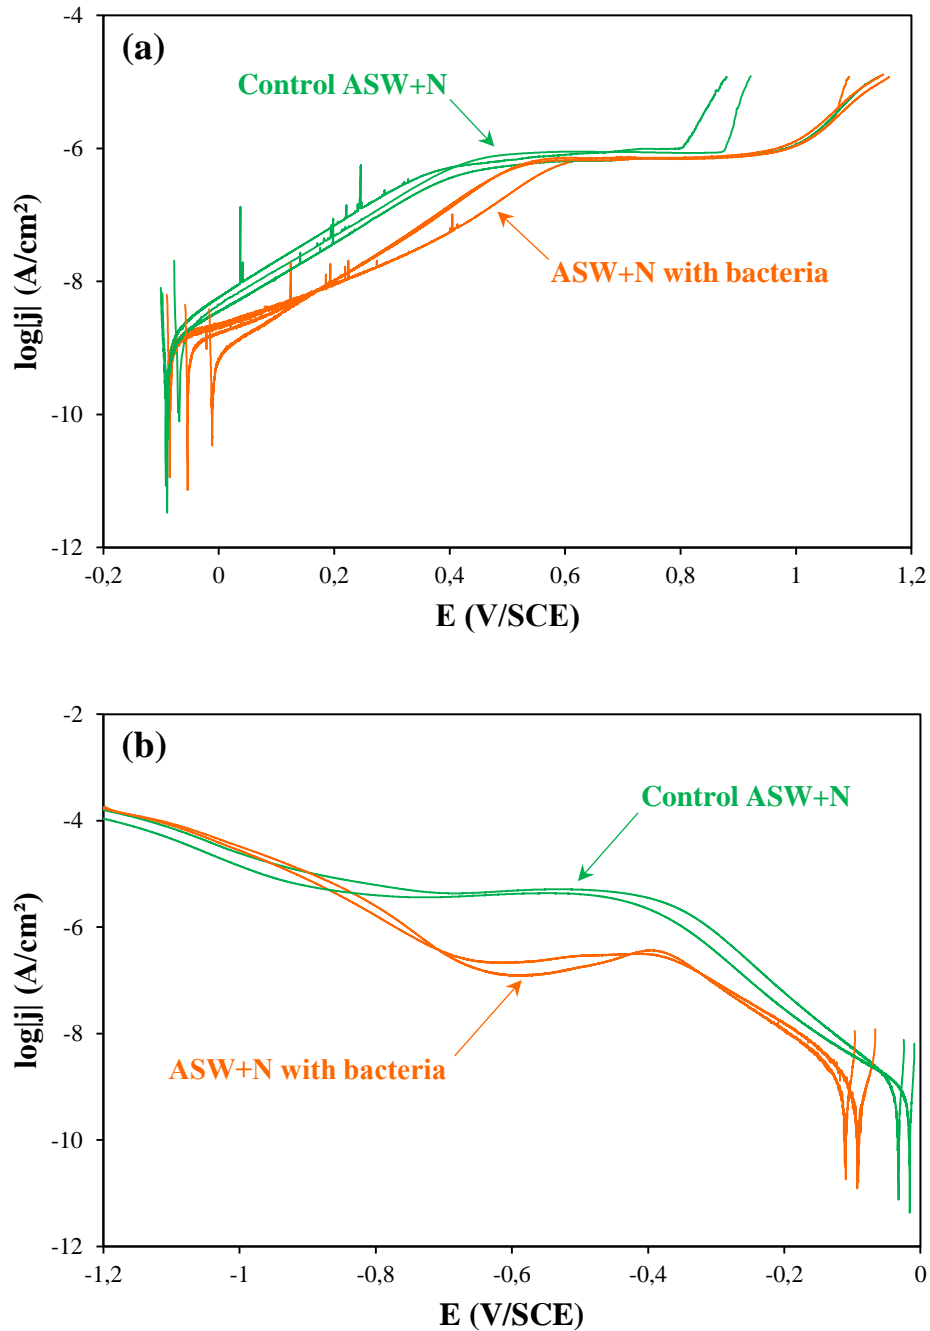 (a)
Control ASW+N
ASW+N with bacteria
log|j| (A/cm²)
-4
-6
-8
-10
-12
-0,2
0
0,2
0,4
0,6
0,8
1
1,2
E (V/SCE)
(b)
Control ASW+N
ASW+N with bacteria
log|j| (A/cm²)
-2
-4
-6
-8
-10
-12
-1,2
-1
-0,8
-0,6
-0,4
-0,2
0
E (V/SCE)